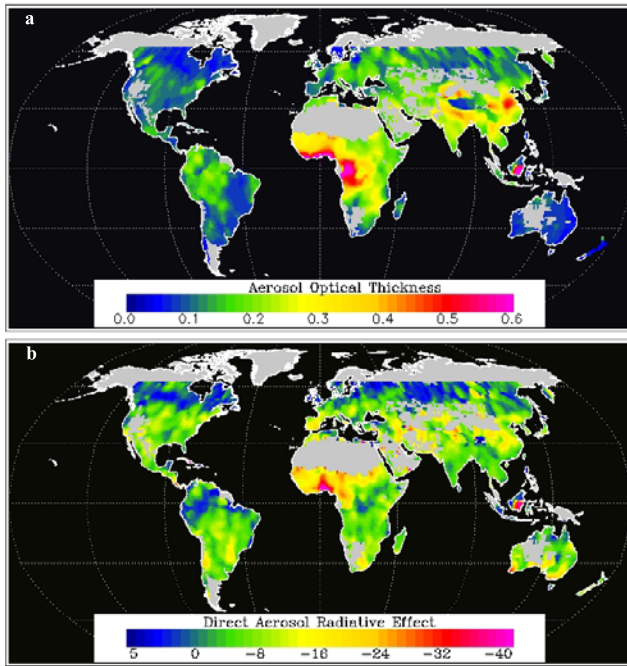 a
Aerosol Optical Thickness
0.0 0.1 0.2 0.3 0.4 0.5 0.6
b
Direct Aerosol Radiative Effect
5 0 -8 -16 -24 -32 -40